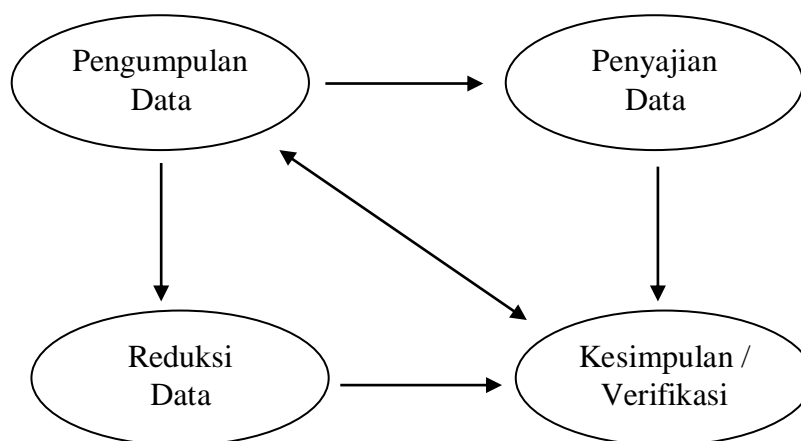 Pengumpulan
Data
Penyajian
Data
Reduksi
Data
Kesimpulan /
Verifikasi